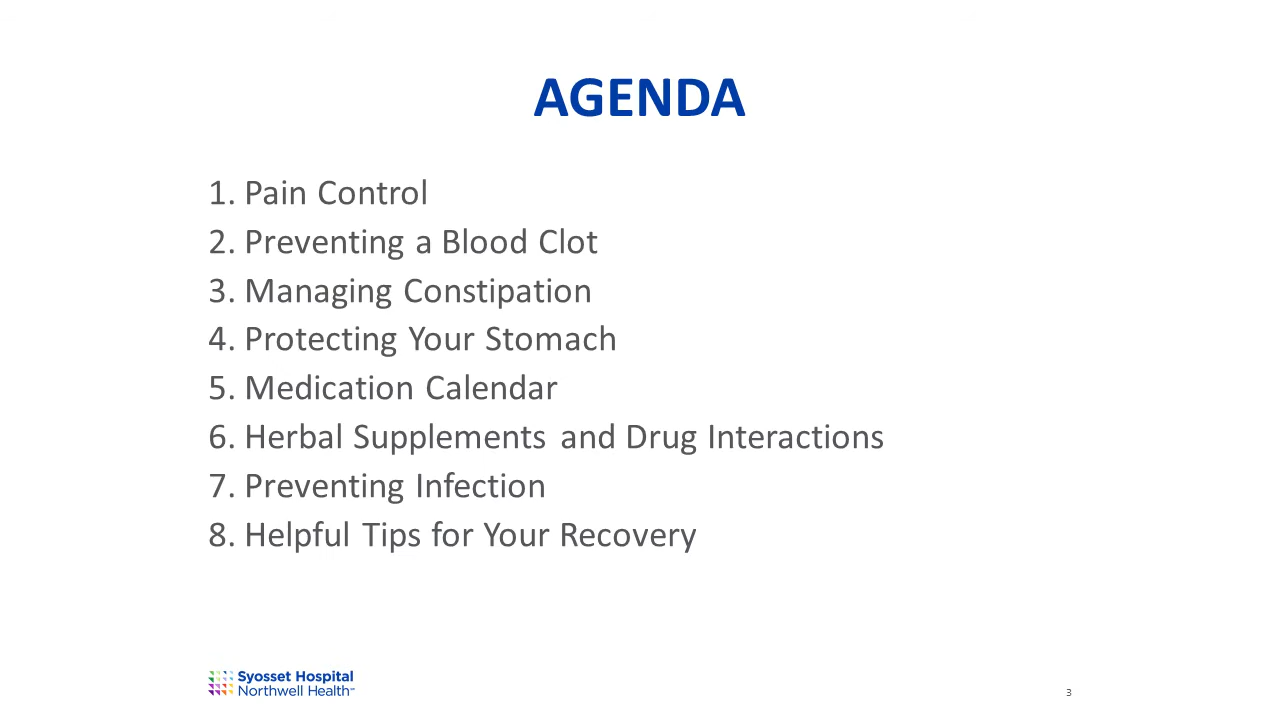 AGENDA
1. Pain Control
2. Preventing a Blood Clot
3. Managing Constipation
4. Protecting Your Stomach
5. Medication Calendar
6. Herbal Supplements and Drug Interactions
7. Preventing Infection
8. Helpful Tips for Your Recovery
Syosset Hospital
Northwell Health℠
3